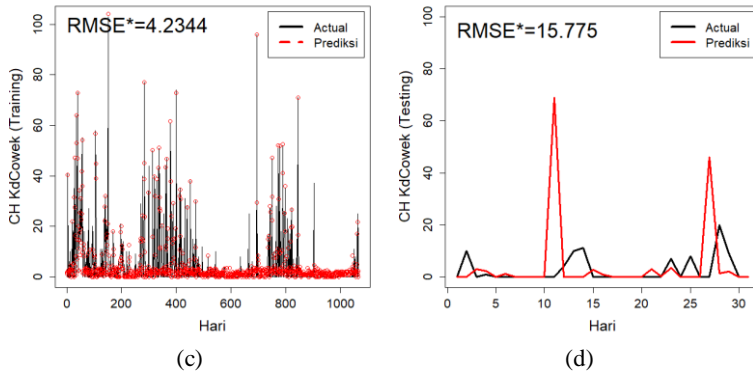 RMSE*=4.2344
Actual
Prediksi
CH KdCowek (Training)
100
80
60
40
20
0
0 200 400 600 800 1000
Hari
(c)
RMSE*=15.775
Actual
Prediksi
CH KdCowek (Testing)
100
80
60
40
20
0
0 5 10 15 20 25 30
Hari
(d)